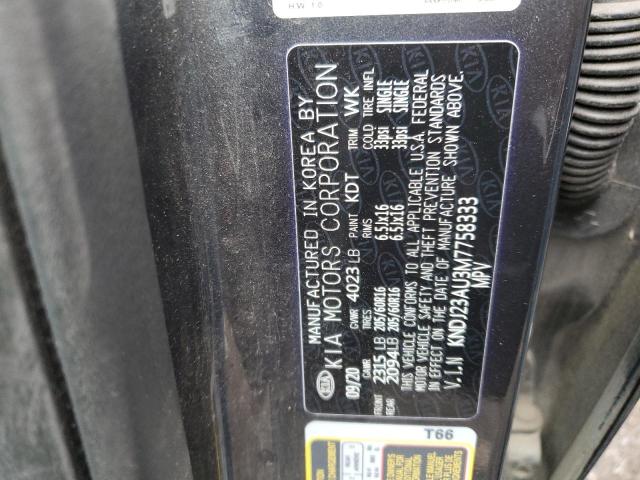 MANUFACTURED IN KOREA BY
KIA MOTORS CORPORATION
09/20 GVWR 4023 LB PAINT KDT TRIM WK
GAWR TIRES RIMS COLD TIRE INFL
FRONT 2315 LB 205/60R16 6.5JX16 33psi SINGLE
REAR 2094LB 205/60R16 6.5JX16 33psi SINGLE
THIS VEHICLE CONFORMS TO ALL APPLICABLE U.S.A. FEDERAL
MOTOR VEHICLE SAFETY AND THEFT PREVENTION STANDARDS
IN EFFECT ON THE DATE OF MANUFACTURE SHOWN ABOVE.
V.I.N KNDJ23AU3M7758333
MPV
KIA
T66